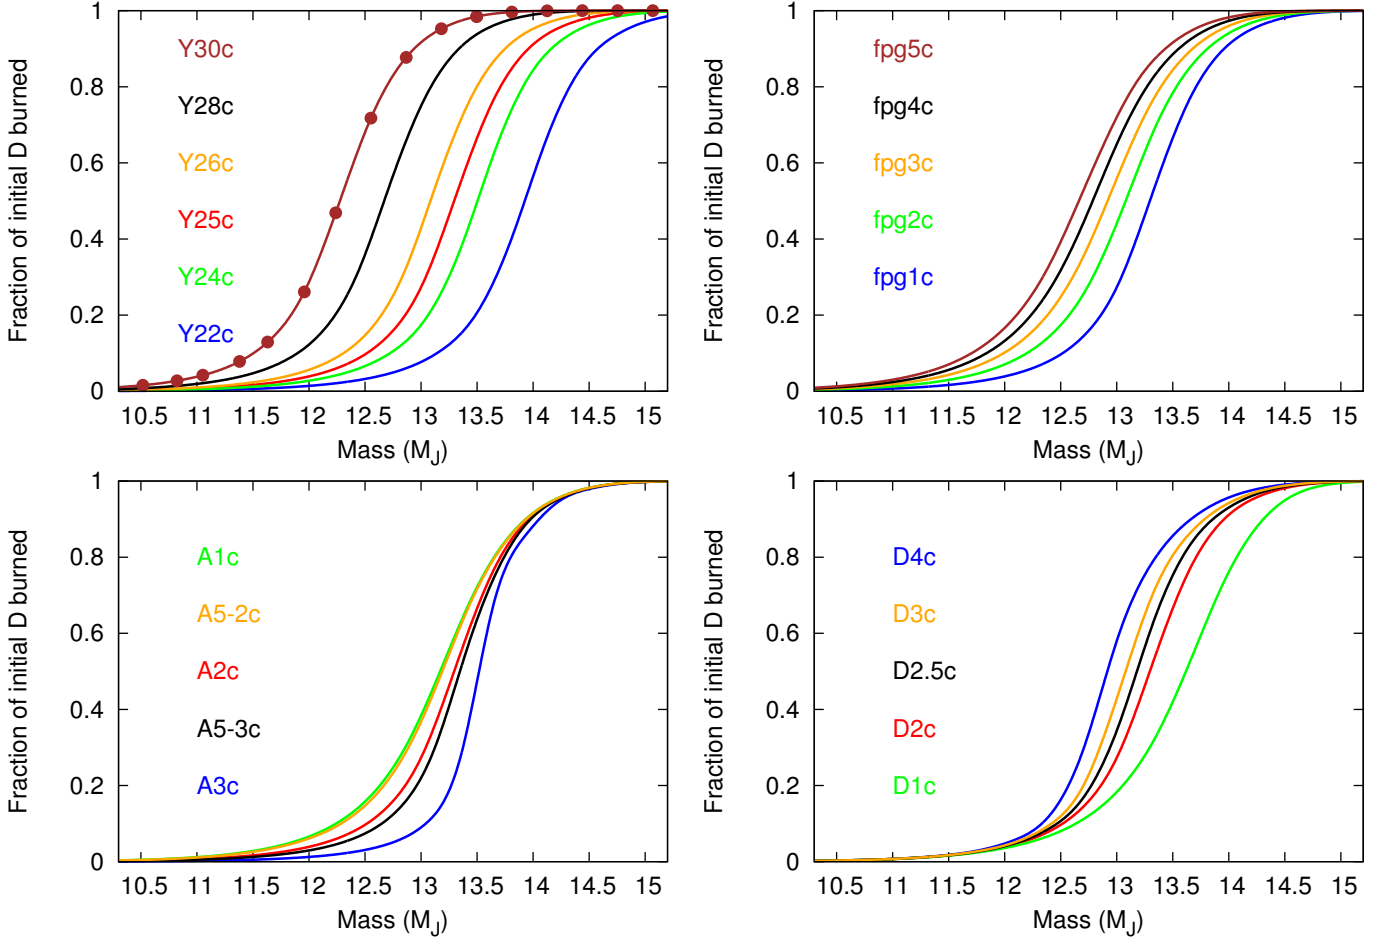 Fraction of initial D burned
1
0.8
0.6
0.4
0.2
0
Y30c
Y28c
Y26c
Y25c
Y24c
Y22c
10.5 11 11.5 12 12.5 13 13.5 14 14.5 15
Mass (M_J)
Fraction of initial D burned
1
0.8
0.6
0.4
0.2
0
fpg5c
fpg4c
fpg3c
fpg2c
fpg1c
10.5 11 11.5 12 12.5 13 13.5 14 14.5 15
Mass (M_J)
Fraction of initial D burned
1
0.8
0.6
0.4
0.2
0
A1c
A5-2c
A2c
A5-3c
A3c
10.5 11 11.5 12 12.5 13 13.5 14 14.5 15
Mass (M_J)
Fraction of initial D burned
1
0.8
0.6
0.4
0.2
0
D4c
D3c
D2.5c
D2c
D1c
10.5 11 11.5 12 12.5 13 13.5 14 14.5 15
Mass (M_J)